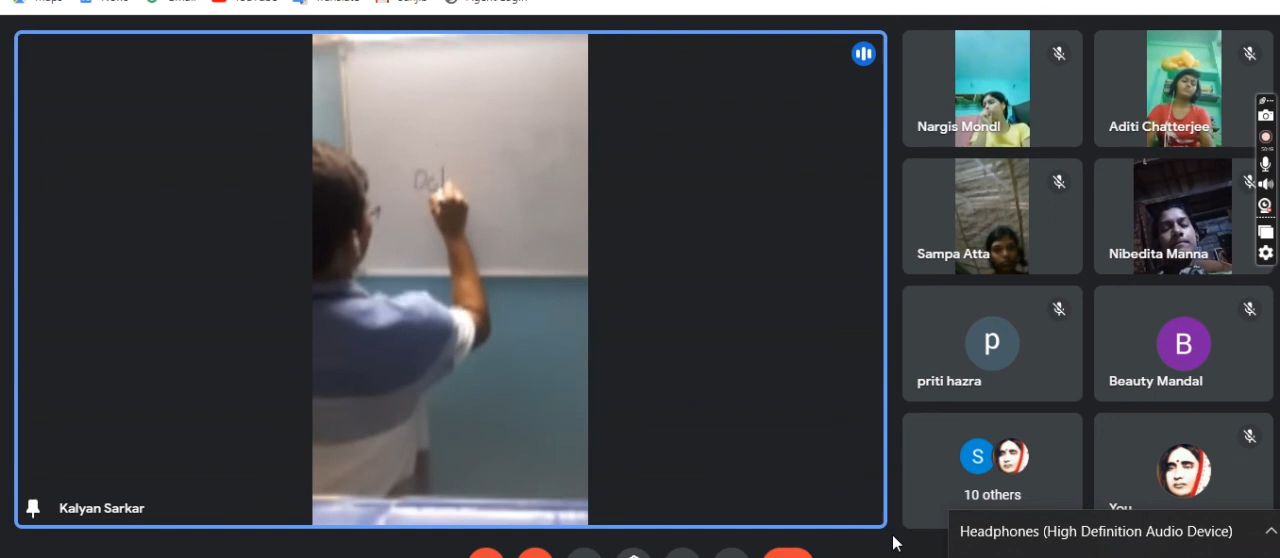 YouTube
Kalyan Sarkar
Nargis Mondl
Aditi Chatterjee
Sampa Atta
Nibedita Manna
p
priti hazra
B
Beauty Mandal
S
10 others
You
Headphones (High Definition Audio Device)